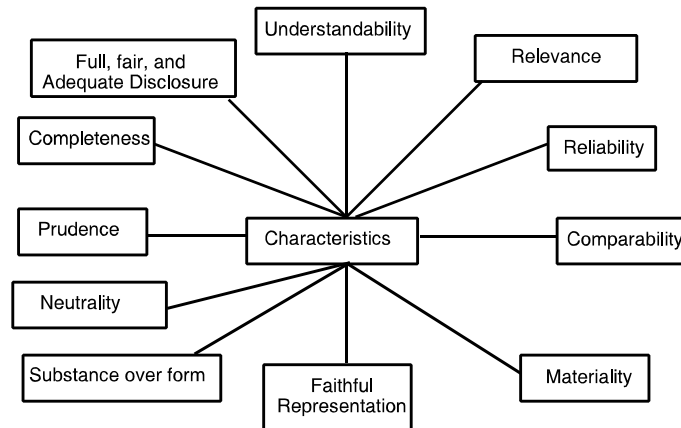 Understandability
Full, fair, and
Adequate Disclosure
Relevance
Completeness
Reliability
Prudence
Characteristics
Comparability
Neutrality
Substance over form
Faithful
Representation
Materiality